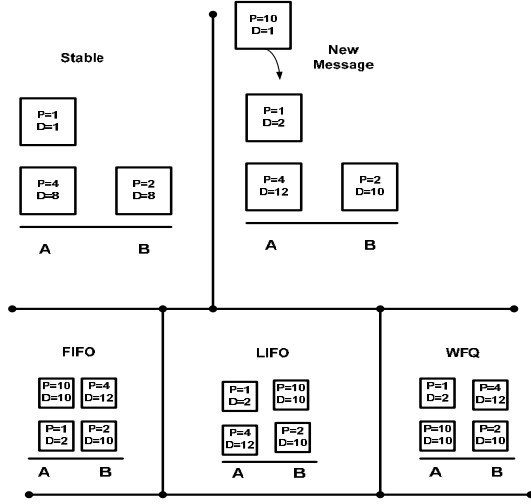 P=10
D=1
Stable
New
Message
P=1
D=1
P=1
D=2
P=4
D=8
P=2
D=8
P=4
D=12
P=2
D=10
A
B
A
B
FIFO
LIFO
WFQ
P=10
D=10
P=4
D=12
P=1
D=2
P=2
D=10
A
B
P=1
D=2
P=10
D=10
P=4
D=12
P=2
D=10
A
B
P=1
D=2
P=4
D=12
P=10
D=10
P=2
D=10
A
B